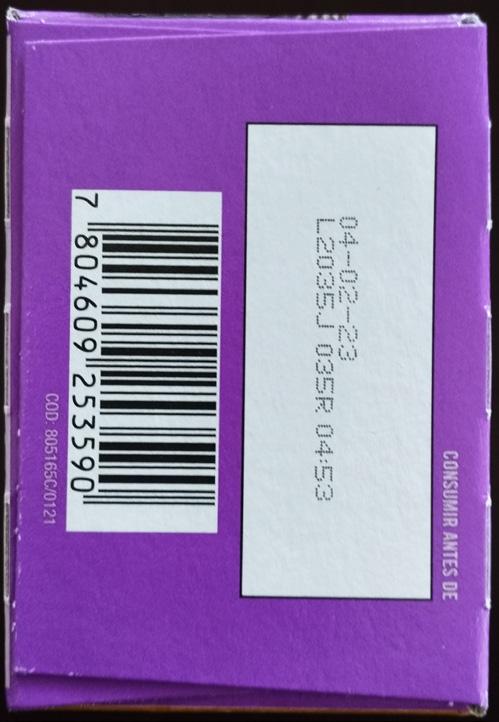 CONSUMIR ANTES DE
04-02-23
L2035J 035R 04:53
7 804609 253590
COD: 805165C/0121